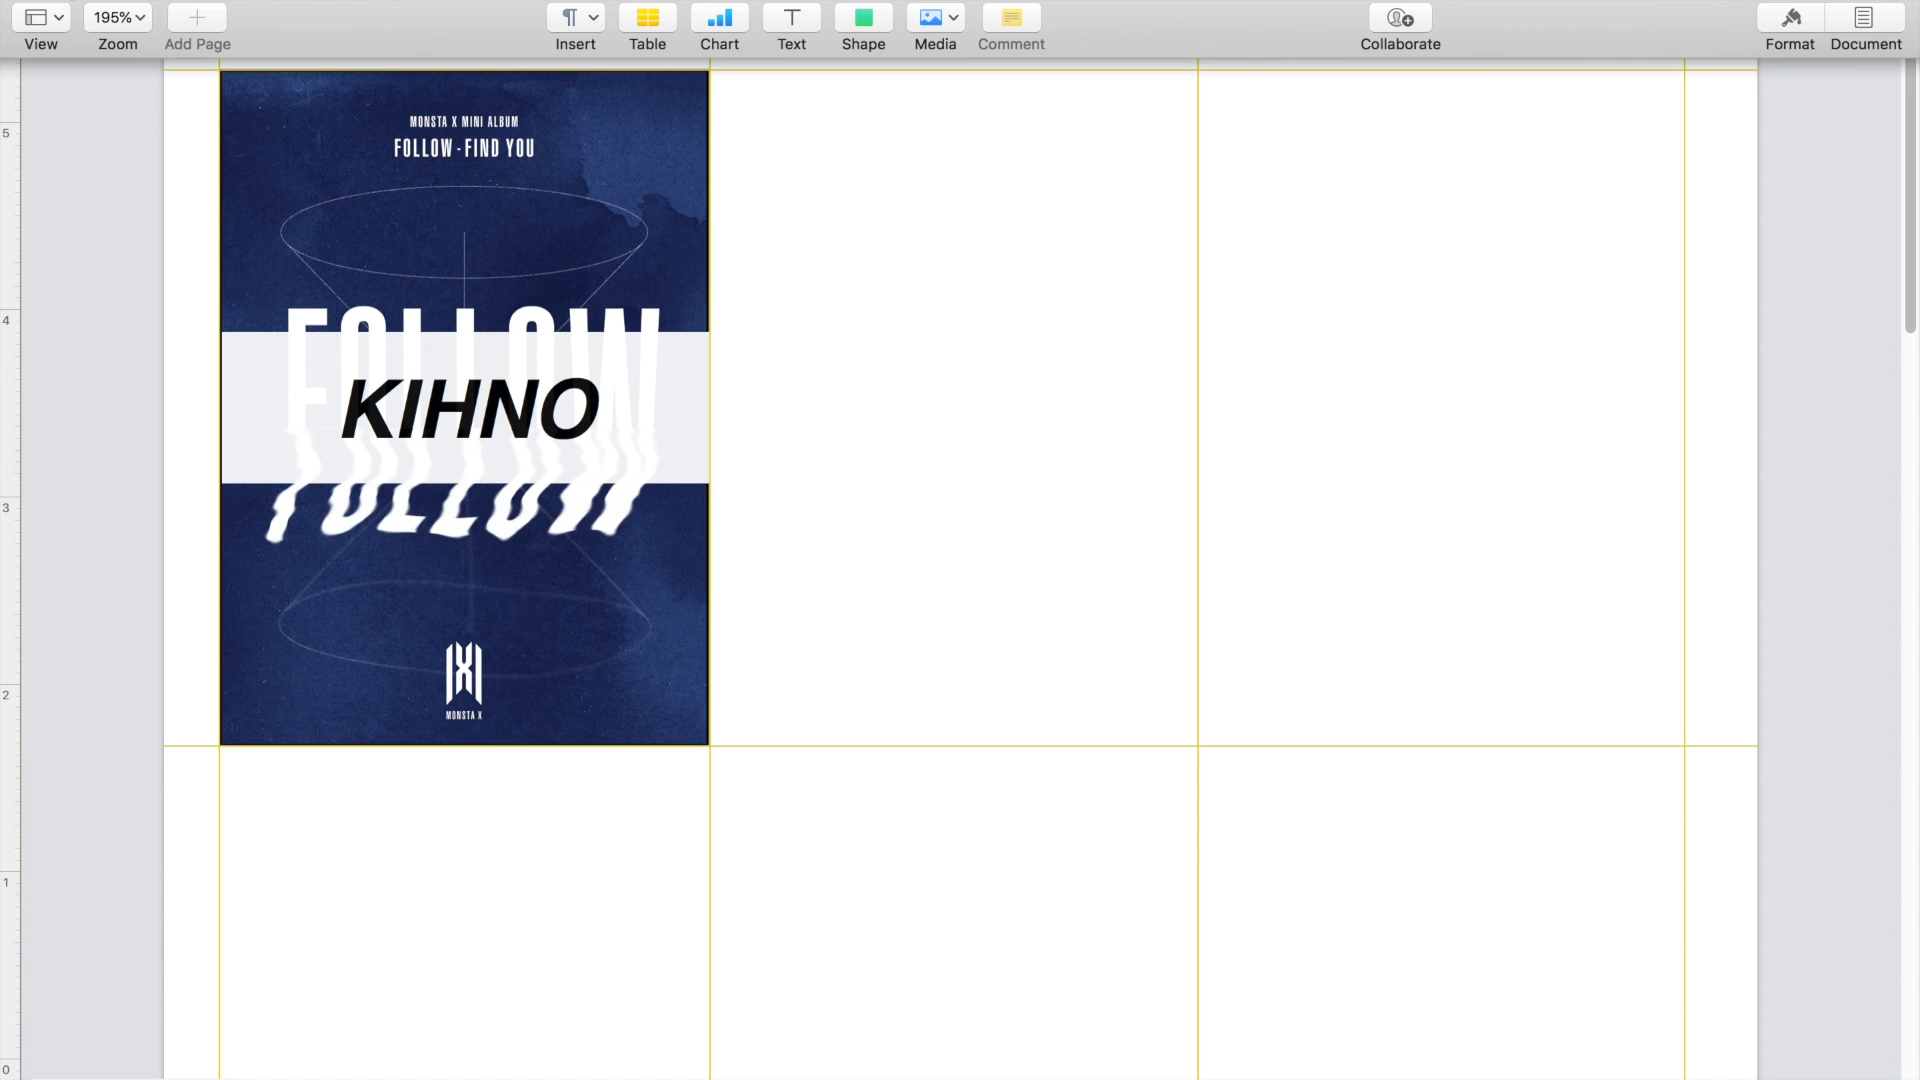 195%
View
Zoom
Add Page
Insert
Table
Chart
T
Text
Shape
Media
Comment
Collaborate
Format
Document
5
4
3
2
1
0
MONSTA X MINI ALBUM
FOLLOW - FIND YOU
FOLLOW
KIHNO
MONSTA X